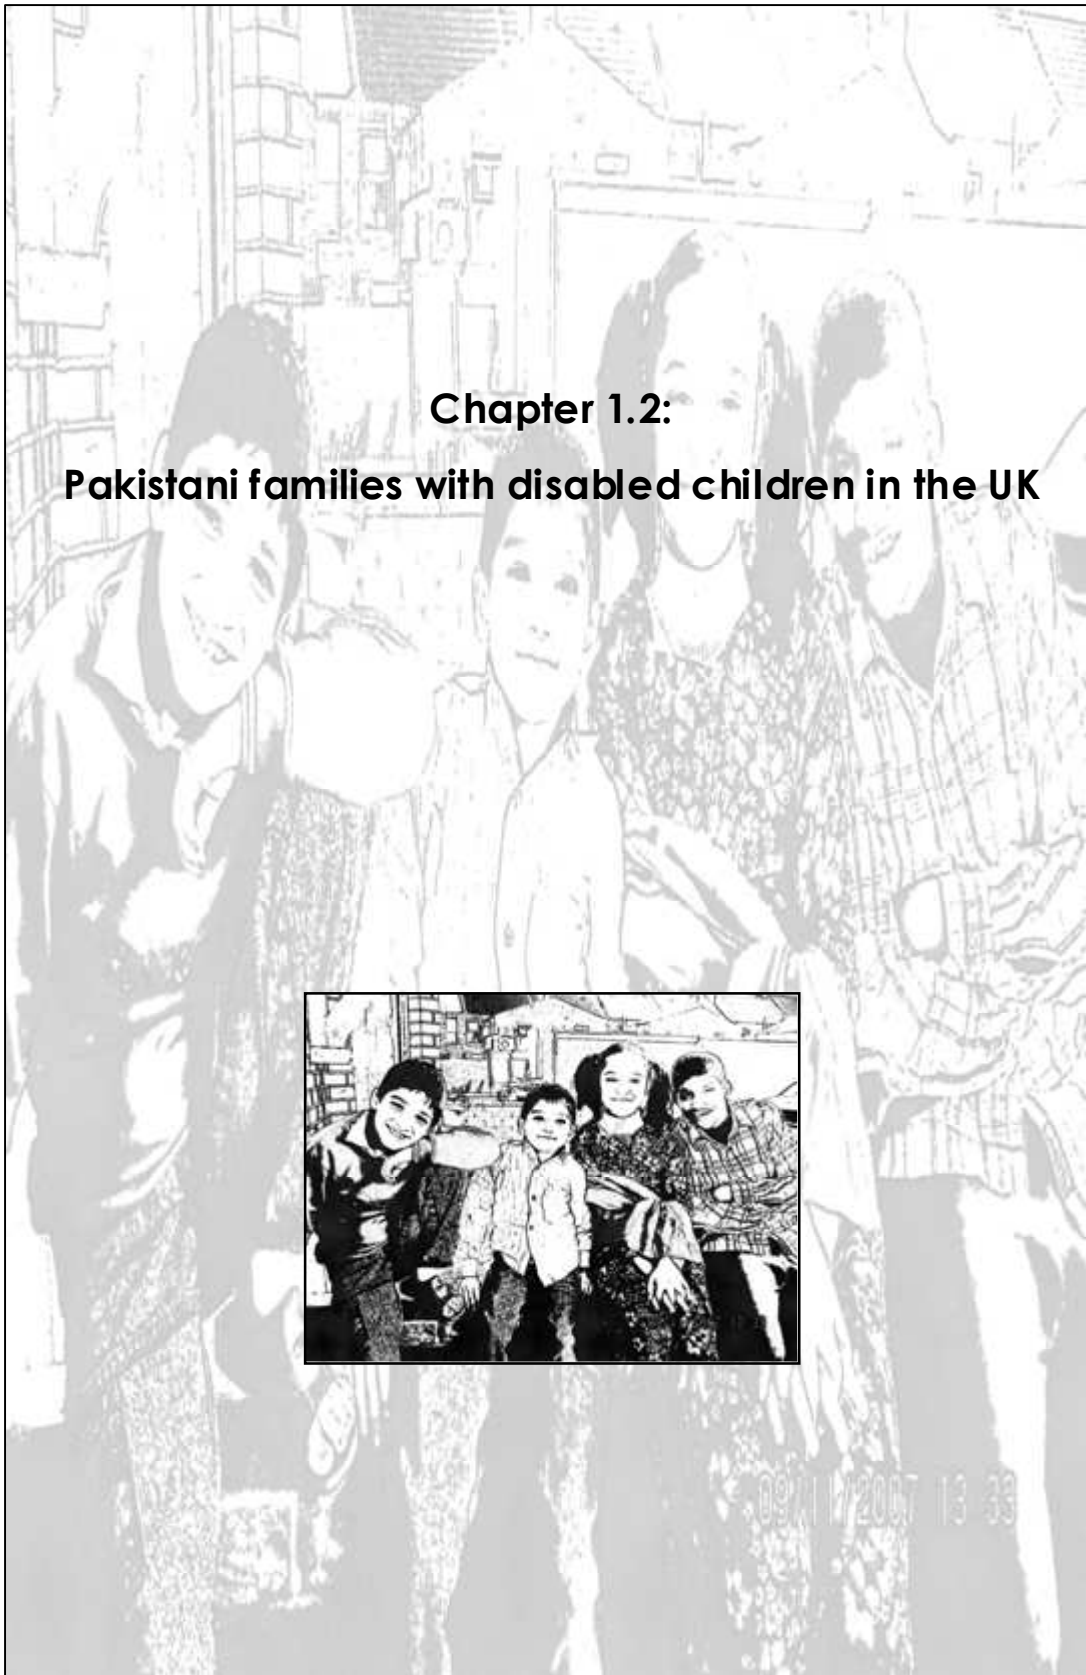 Chapter 1.2:
Pakistani families with disabled children in the UK
09/11/2007 13 33